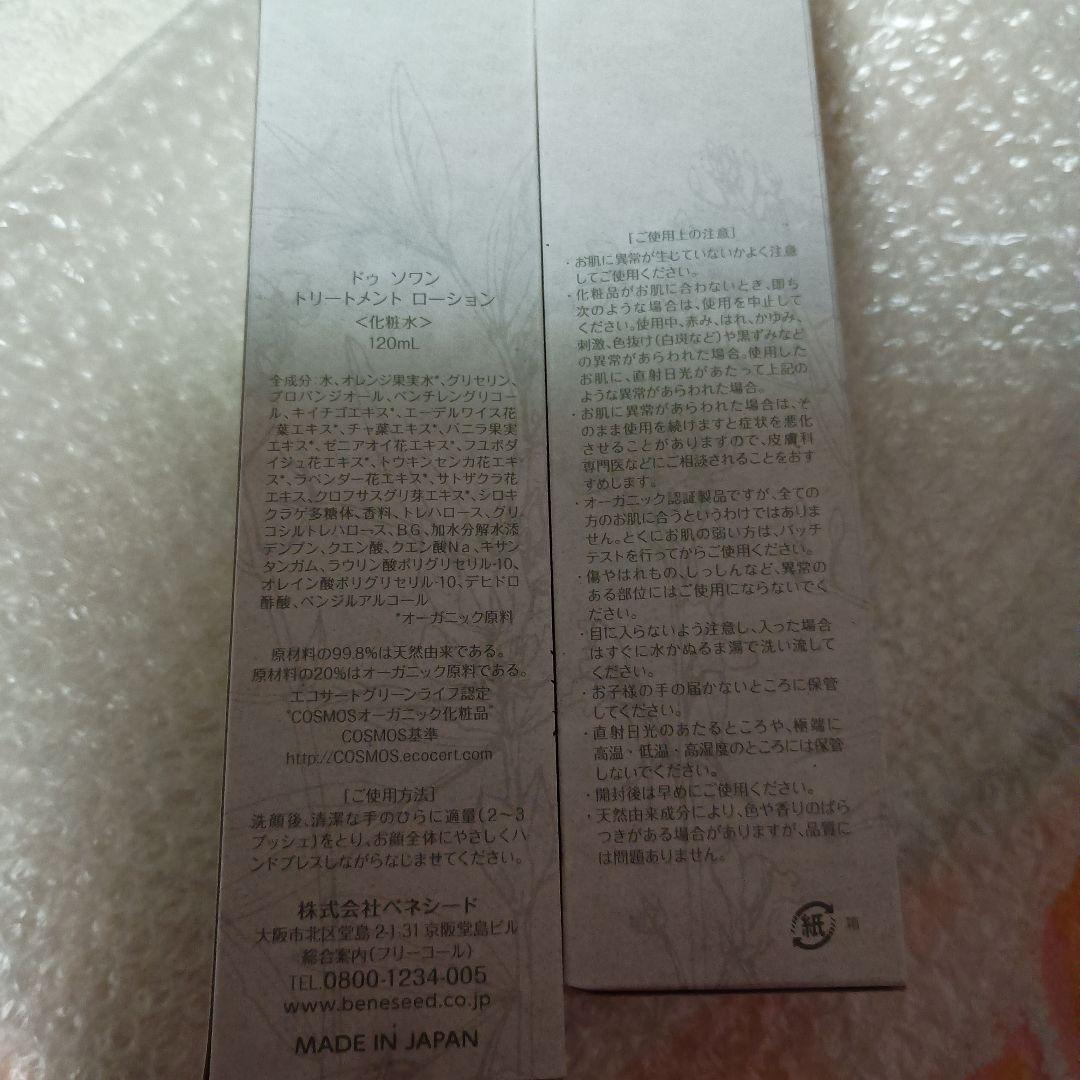 ドゥ ソワン
トリートメント ローション
<化粧水>
120mL
全成分:水、オレンジ果実水*、グリセリン、
プロパンジオール、ペンチレングリコー
ル、キイチゴエキス*、エーデルワイス花
/葉エキス*、チャ葉エキス*、バニラ果実
エキス*、ゼニアオイ花エキス*、フユボダ
イジュ花エキス*、トウキンセンカ花エキ
ス*、ラベンダー花エキス*、サトザクラ花
エキス、クロフサスグリ芽エキス*、シロキ
クラゲ多糖体、香料、トレハロース、グリ
コシルトレハロース、BG、加水分解水添
デンプン、クエン酸、クエン酸Na、キサン
タンガム、ラウリン酸ポリグリセリル-10、
オレイン酸ポリグリセリル-10、デヒドロ
酢酸、ベンジルアルコール
*オーガニック原料
原材料の99.8%は天然由来である。
原材料の20%はオーガニック原料である。
エコサートグリーンライフ認定
"COSMOSオーガニック化粧品"
COSMOS基準
http://COSMOS.ecocert.com
[ご使用方法]
洗顔後、清潔な手のひらに適量(2〜3
プッシュ)をとり、お顔全体にやさしくハ
ンドプレスしながらなじませてください。
株式会社ベネシード
大阪市北区堂島 2-1-31 京阪堂島ビル
総合案内(フリーコール)
TEL.0800-1234-005
www.beneseed.co.jp
MADE IN JAPAN
[ご使用上の注意]
・お肌に異常が生じていないかよく注意
してご使用ください。
・化粧品がお肌に合わないとき、即ち
次のような場合は、使用を中止して
ください。使用中、赤み、はれ、かゆみ、
刺激、色抜け(白斑など)や黒ずみなど
の異常があらわれた場合。使用した
お肌に、直射日光があたって上記の
ような異常があらわれた場合。
・お肌に異常があらわれた場合は、そ
のまま使用を続けますと症状を悪化
させることがありますので、皮膚科
専門医などにご相談されることをおす
すめします。
・オーガニック認証製品ですが、全ての
方のお肌に合うというわけではありま
せん。とくにお肌の弱い方は、パッチ
テストを行ってからご使用ください。
・傷やはれもの、しっしんなど、異常の
ある部位にはご使用にならないでく
ださい。
・目に入らないよう注意し、入った場合
はすぐに水かぬるま湯で洗い流して
ください。
・お子様の手の届かないところに保管
してください。
・直射日光のあたるところや、極端に
高温・低温・高湿度のところには保管
しないでください。
・開封後は早めにご使用ください。
・天然由来成分により、色や香りのばら
つきがある場合がありますが、品質に
は問題ありません。
紙 箱